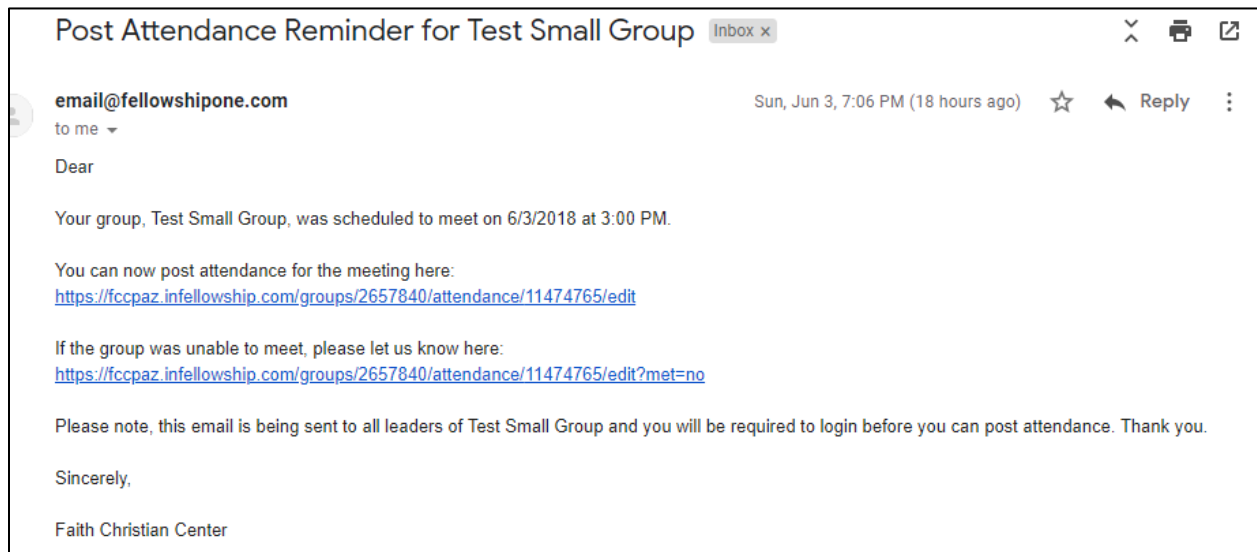 Post Attendance Reminder for Test Small Group Inbox x
email@fellowshipone.com Sun, Jun 3, 7:06 PM (18 hours ago) Reply
to me
Dear
Your group, Test Small Group, was scheduled to meet on 6/3/2018 at 3:00 PM.
You can now post attendance for the meeting here:
https://fccpaz.infellowship.com/groups/2657840/attendance/11474765/edit
If the group was unable to meet, please let us know here:
https://fccpaz.infellowship.com/groups/2657840/attendance/11474765/edit?met=no
Please note, this email is being sent to all leaders of Test Small Group and you will be required to login before you can post attendance. Thank you.
Sincerely,
Faith Christian Center